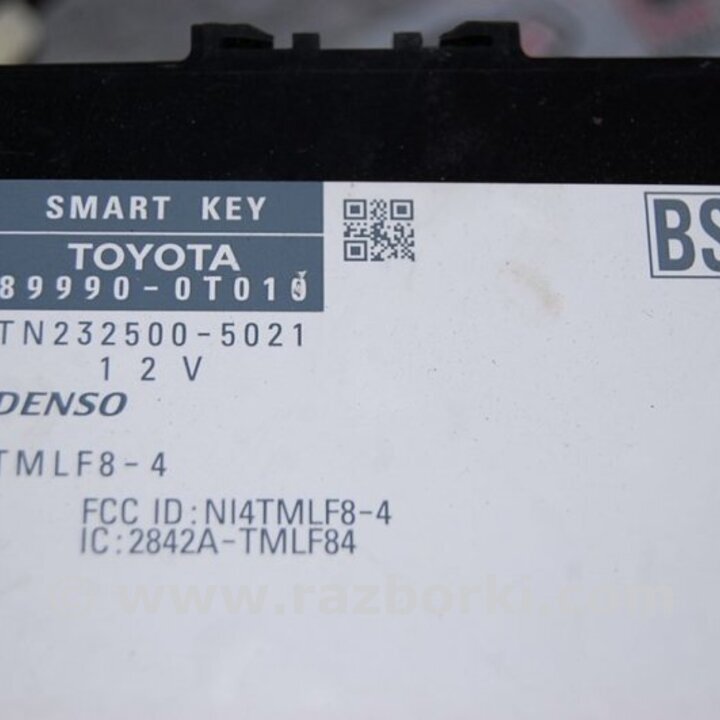 SMART KEY
BS
TOYOTA
89990-0T010
TN232500-5021
12V
DENSO
TMLF8-4
FCC ID:NI4TMLF8-4
IC:2842A-TMLF84
© www.razborki.com